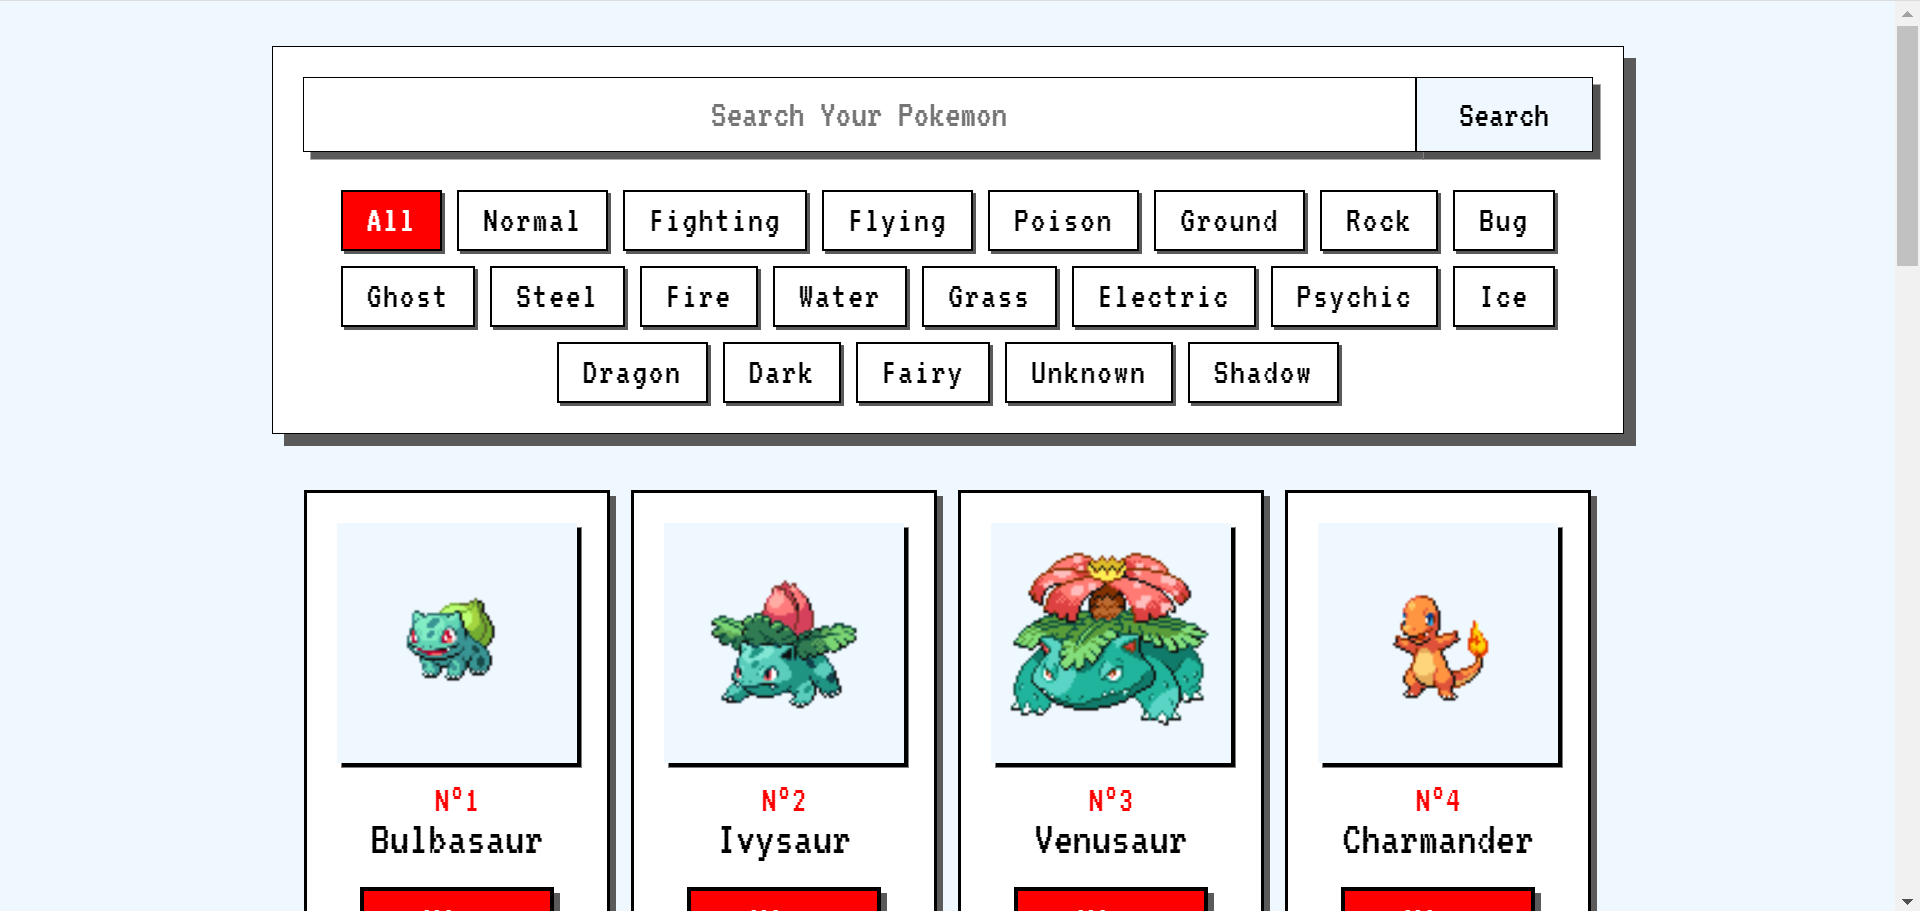 Search Your Pokemon Search
All Normal Fighting Flying Poison Ground Rock Bug
Ghost Steel Fire Water Grass Electric Psychic Ice
Dragon Dark Fairy Unknown Shadow
N°1 N°2 N°3 N°4
Bulbasaur Ivysaur Venusaur Charmander